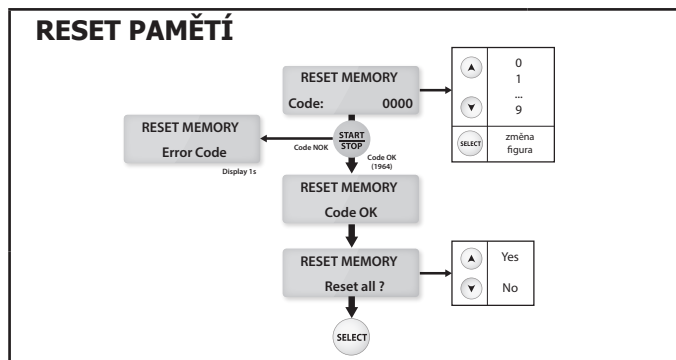 RESET PAMĚTÍ
RESET MEMORY
Code: 0000
0
1
...
9
SELECT
změna
figura
RESET MEMORY
Error Code
Display 1s
Code NOK
START
STOP
Code OK
(1964)
RESET MEMORY
Code OK
RESET MEMORY
Reset all ?
Yes
No
SELECT